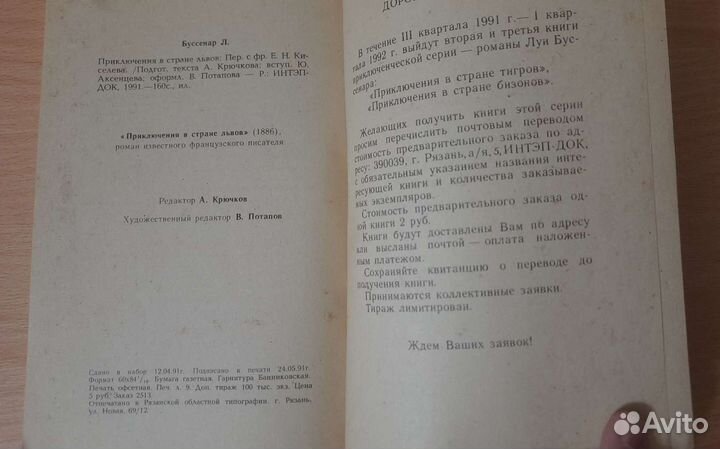 Буссенар Л.
Приключения в стране львов: Пер. с фр. Е. Н. Ки-
селева. /Подгот. текста А. Крючкова; вступ. Ю.
Аксенцева; оформл. В. Потапова — Р.: ИНТЭП-
ДОК, 1991.—160с., ил.
«Приключения в стране львов» (1886),
роман известного французского писателя
Редактор А. Крючков
Художественный редактор В. Потапов
Сдано в набор 12.04.91г. Подписано к печати 24.05.91г.
Формат 60х84 1/16 Бумага газетная. Гарнитура Банниковская.
Печать офсетная. Печ. л. 9. Доп. тираж 100 тыс. экз. Цена
5 руб. Заказ 2513.
Отпечатано в Рязанской областной типографии. г. Рязань,
ул. Новая. 69/12
В течение III квартала 1991 г.— I квар-
тала 1992 г. выйдут вторая и третья книги
приключенческой серии — романы Луи Бус-
сенара:
«Приключения в стране тигров»,
«Приключения в стране бизонов».
Желающих получить книги этой серии
просим перечислить почтовым переводом
стоимость предварительного заказа по ад-
ресу: 390039, г. Рязань, а/я, 5, ИНТЭП-ДОК,
с обязательным указанием названия инте-
ресующей книги и количества заказывае-
мых экземпляров.
Стоимость предварительного заказа од-
ной книги 2 руб.
Книги будут доставлены Вам по адресу
или высланы почтой — оплата наложен-
ным платежом.
Сохраняйте квитанцию о переводе до
получения книги.
Принимаются коллективные заявки.
Тираж лимитирован.
Ждем Ваших заявок!
Avito